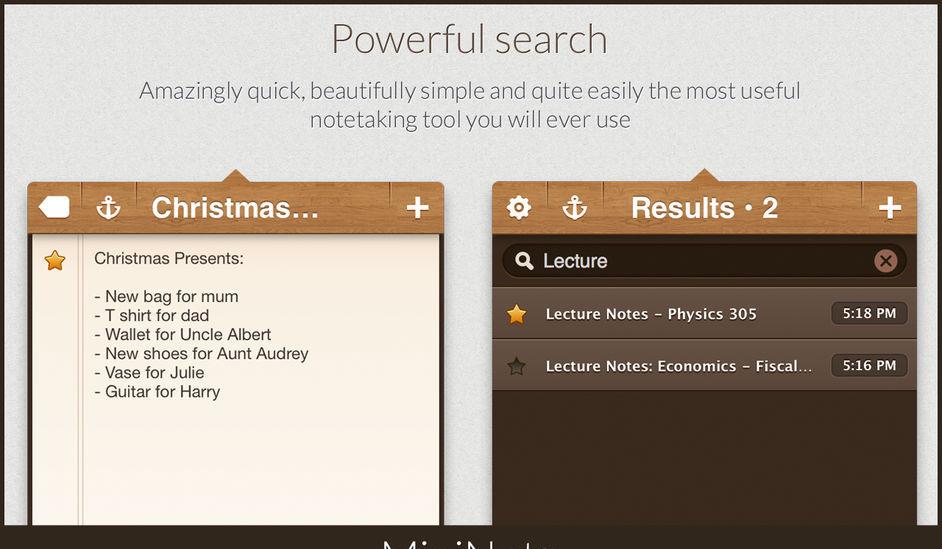 Powerful search
Amazingly quick, beautifully simple and quite easily the most useful
notetaking tool you will ever use
Christmas...
Christmas Presents:
- New bag for mum
- T shirt for dad
- Wallet for Uncle Albert
- New shoes for Aunt Audrey
- Vase for Julie
- Guitar for Harry
Results • 2
Lecture
Lecture Notes – Physics 305 5:18 PM
Lecture Notes: Economics – Fiscal... 5:16 PM